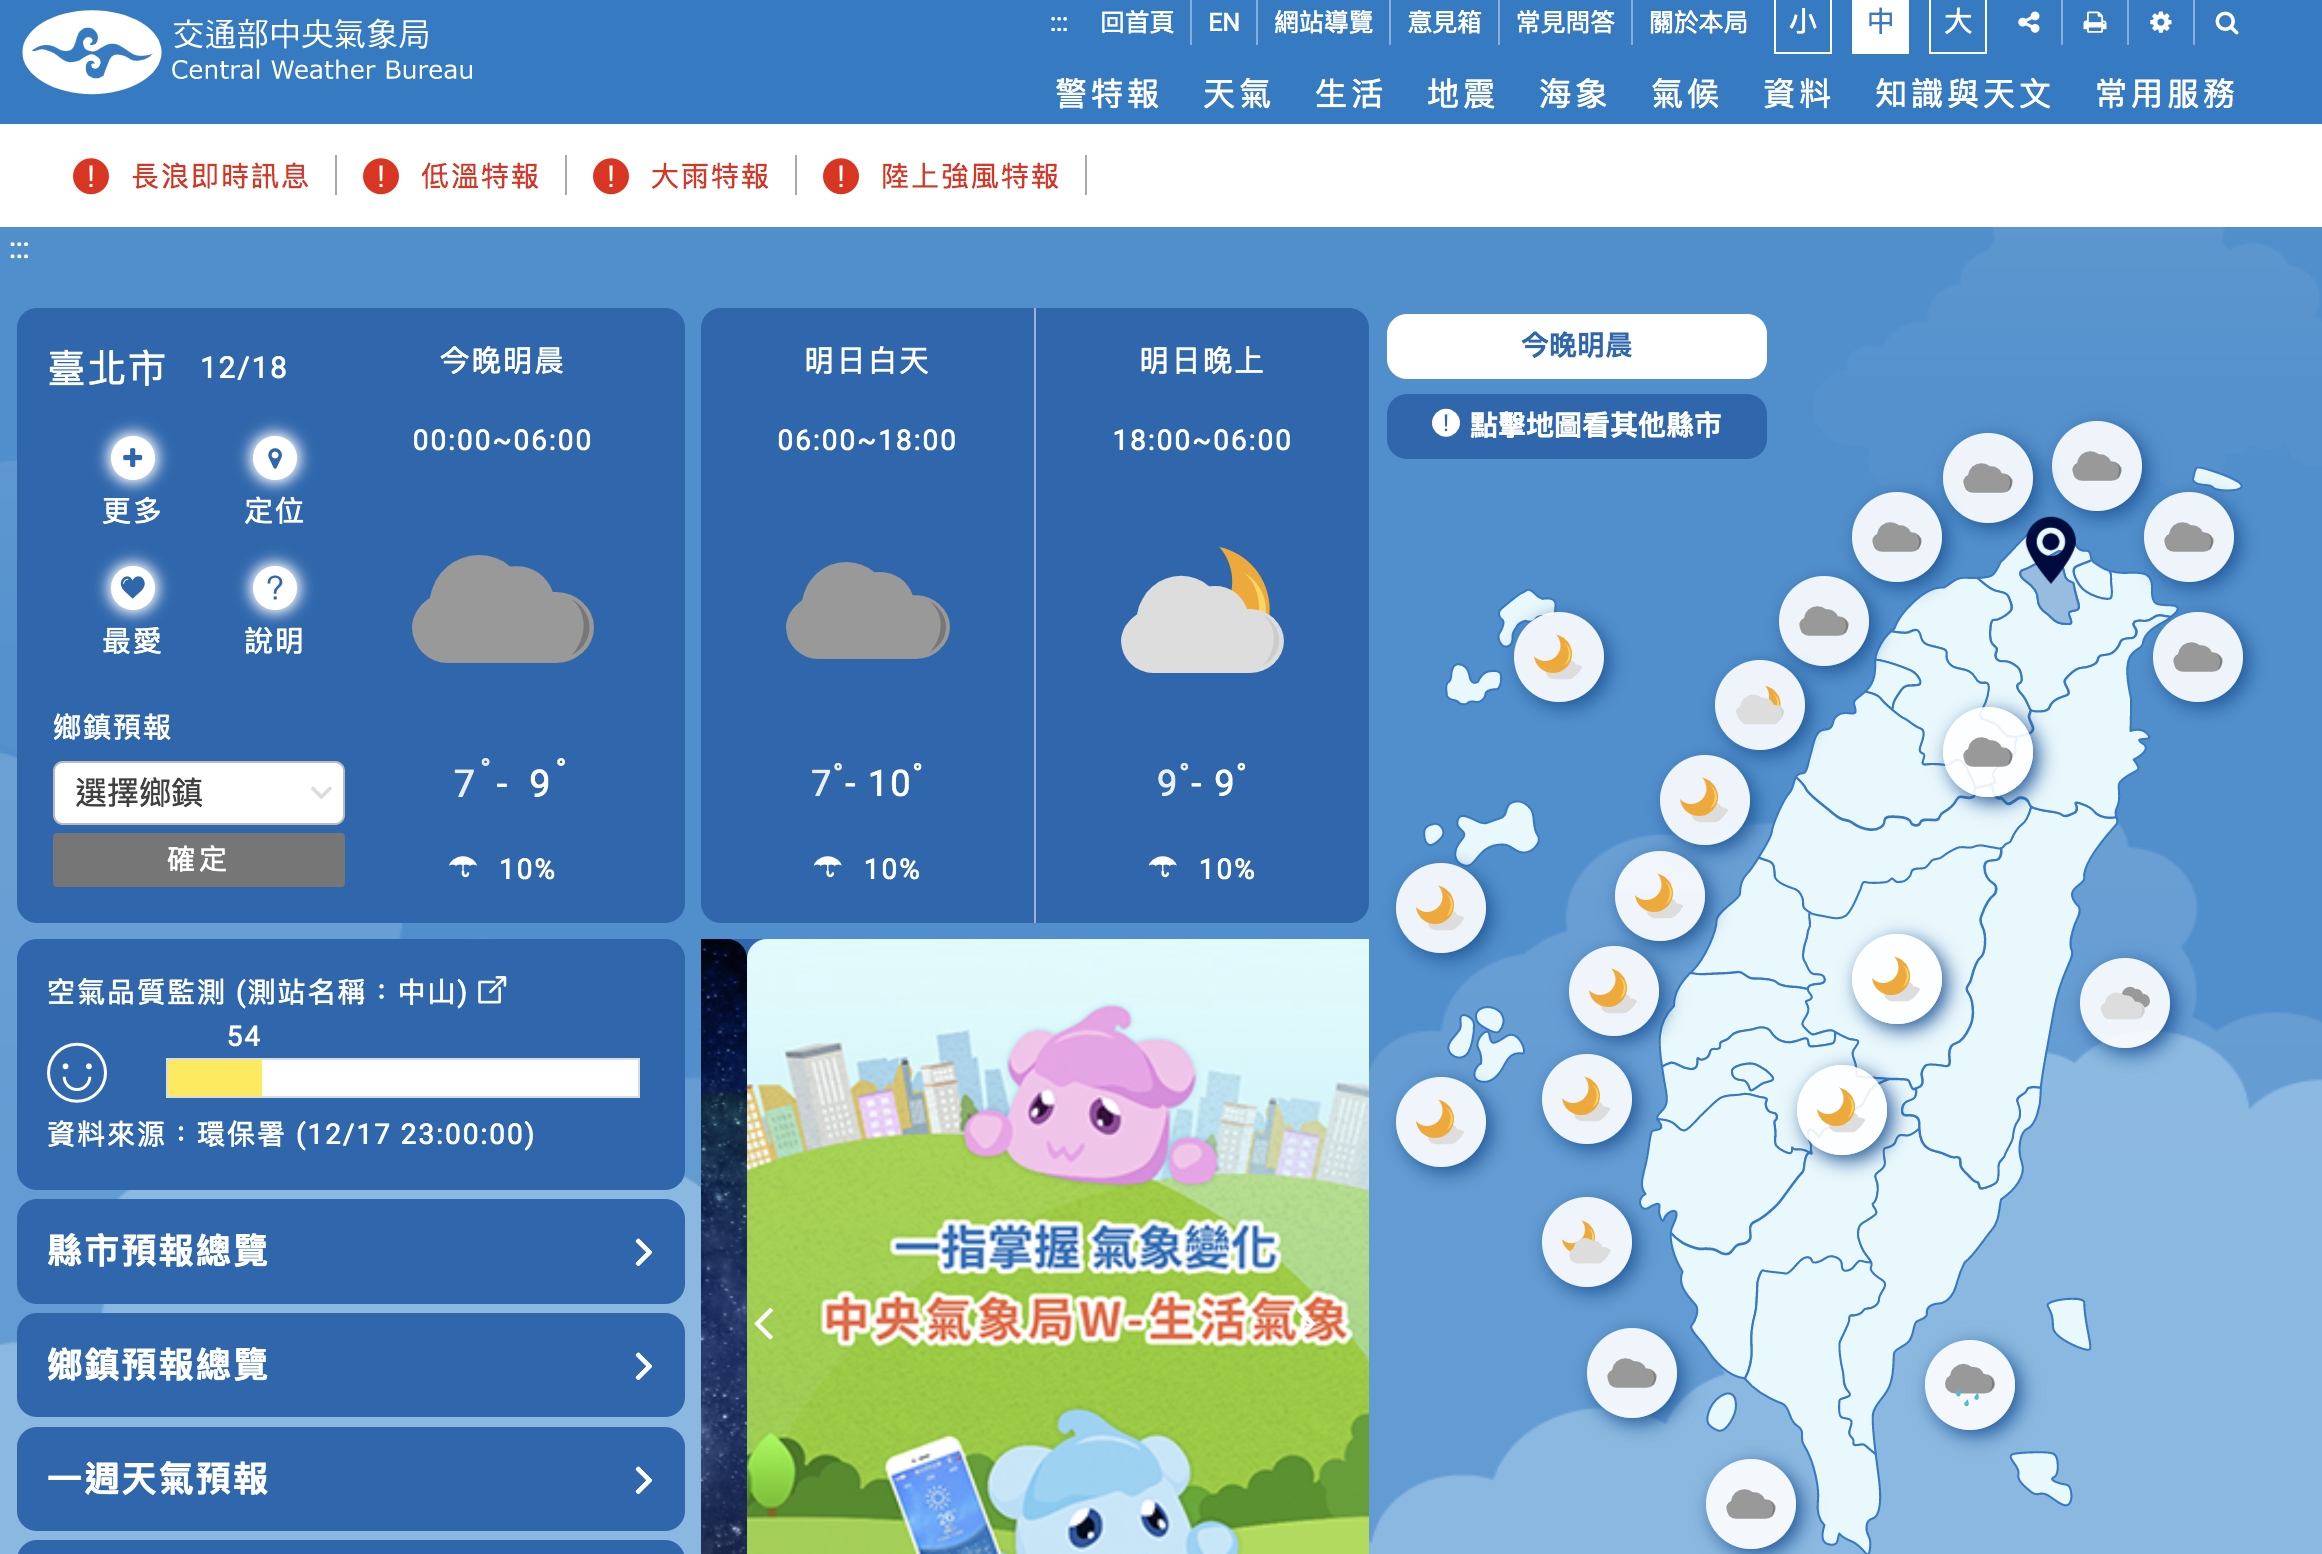 交通部中央氣象局
Central Weather Bureau
回首頁 EN 網站導覽 意見箱 常見問答 關於本局 小 中 大
警特報 天氣 生活 地震 海象 氣候 資料 知識與天文 常用服務
長浪即時訊息 低溫特報 大雨特報 陸上強風特報
臺北市 12/18
更多 定位
最愛 說明
鄉鎮預報
選擇鄉鎮
確定
今晚明晨
00:00~06:00
7° - 9°
10%
明日白天
06:00~18:00
7° - 10°
10%
明日晚上
18:00~06:00
9° - 9°
10%
今晚明晨
點擊地圖看其他縣市
空氣品質監測 (測站名稱：中山)
54
資料來源：環保署 (12/17 23:00:00)
縣市預報總覽
鄉鎮預報總覽
一週天氣預報
一指掌握 氣象變化
中央氣象局W-生活氣象